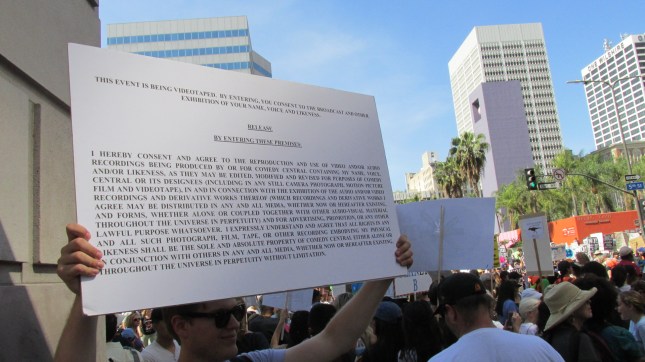 THIS EVENT IS BEING VIDEOTAPED. BY ENTERING, YOU CONSENT TO THE BROADCAST AND OTHER
EXHIBITION OF YOUR NAME, VOICE AND LIKENESS.
RELEASE
BY ENTERING THESE PREMISES:
I HEREBY CONSENT AND AGREE TO THE REPRODUCTION AND USE OF VIDEO AND/OR AUDIO
RECORDINGS BEING PRODUCED BY OR FOR COMEDY CENTRAL CONTAINING MY NAME, VOICE,
AND/OR LIKENESS, AS THEY MAY BE EDITED, MODIFIED AND REUSED FOR PURPOSES OF COMEDY
CENTRAL OR ITS DESIGNEES (INCLUDING IN ANY STILL CAMERA PHOTOGRAPH, MOTION PICTURE
FILM AND VIDEOTAPE), IN AND IN CONNECTION WITH THE EXHIBITION OF THE AUDIO OR VIDEO
RECORDINGS AND DERIVATIVE WORKS THEREOF (WHICH RECORDINGS AND DERIVATIVE WORKS
AGREE MAY BE DISTRIBUTED IN ANY AND ALL MEDIA, WHETHER NOW OR HEREAFTER EXISTING,
AND FORMS, WHETHER ALONE OR COUPLED TOGETHER WITH OTHER AUDIO-VISUAL MATERIAL
THROUGHOUT THE UNIVERSE IN PERPETUITY) AND FOR ADVERTISING, PROMOTION OR ANY OTHER
LAWFUL PURPOSE WHATSOEVER. I EXPRESSLY UNDERSTAND AND AGREE THAT ALL RIGHTS IN ANY
AND ALL SUCH PHOTOGRAPH, FILM, TAPE, OR OTHER RECORDING EMBODYING MY PHYSICAL
LIKENESS SHALL BE THE SOLE AND ABSOLUTE PROPERTY OF COMEDY CENTRAL EITHER ALONE OR
IN CONJUNCTION WITH OTHERS IN ANY AND ALL MEDIA, WHETHER NOW OR HEREAFTER EXISTING
THROUGHOUT THE UNIVERSE IN PERPETUITY WITHOUT LIMITATION.